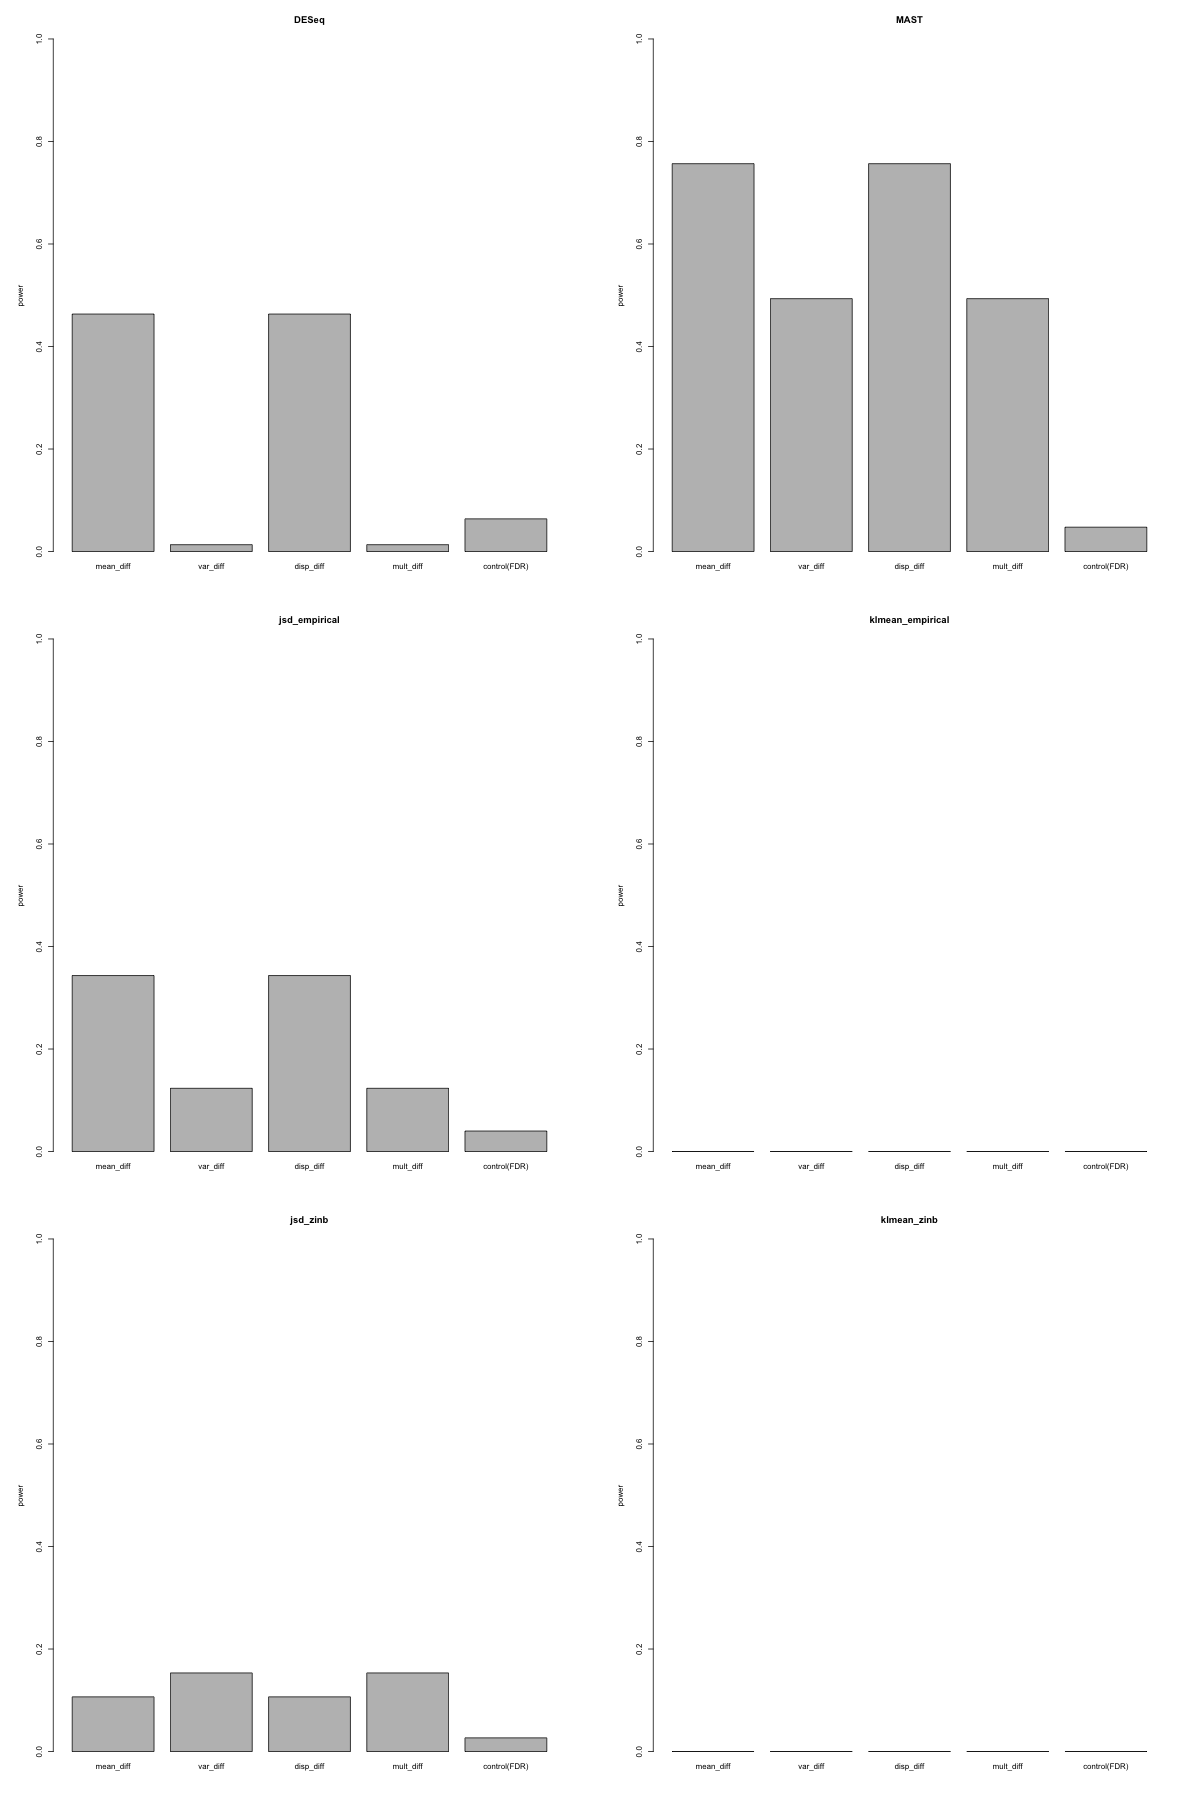 DESeq
power
0.0 0.2 0.4 0.6 0.8 1.0
mean_diff var_diff disp_diff mult_diff control(FDR)
MAST
power
0.0 0.2 0.4 0.6 0.8 1.0
mean_diff var_diff disp_diff mult_diff control(FDR)
jsd_empirical
power
0.0 0.2 0.4 0.6 0.8 1.0
mean_diff var_diff disp_diff mult_diff control(FDR)
klmean_empirical
power
0.0 0.2 0.4 0.6 0.8 1.0
mean_diff var_diff disp_diff mult_diff control(FDR)
jsd_zinb
power
0.0 0.2 0.4 0.6 0.8 1.0
mean_diff var_diff disp_diff mult_diff control(FDR)
klmean_zinb
power
0.0 0.2 0.4 0.6 0.8 1.0
mean_diff var_diff disp_diff mult_diff control(FDR)